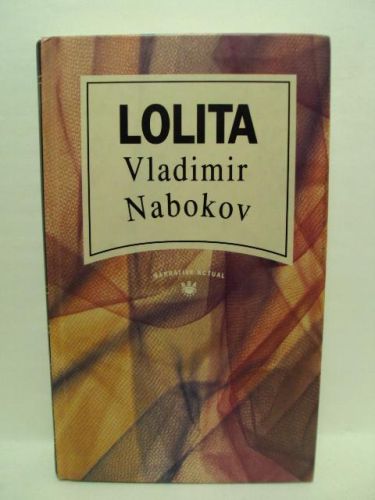 LOLITA
Vladimir
Nabokov
NARRATIVA ACTUAL